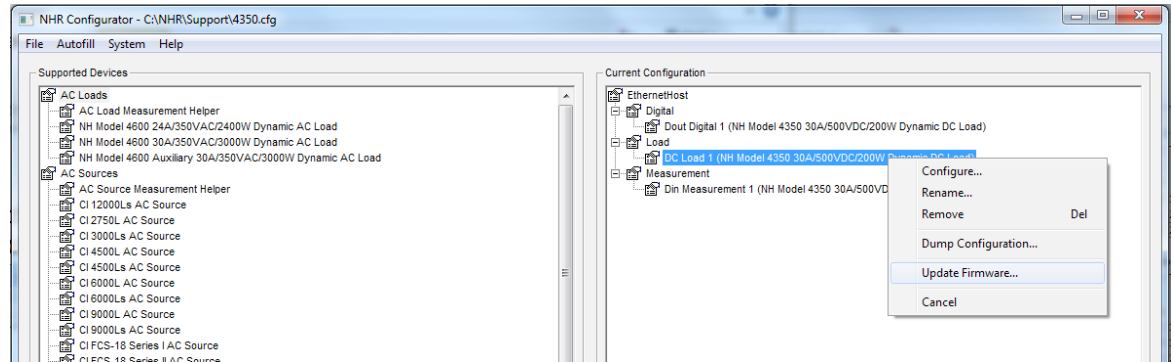 NHR Configurator - C:\NHR\Support\4350.cfg
File Autofill System Help
Supported Devices
AC Loads
AC Load Measurement Helper
NH Model 4600 24A/350VAC/2400W Dynamic AC Load
NH Model 4600 30A/350VAC/3000W Dynamic AC Load
NH Model 4600 Auxiliary 30A/350VAC/3000W Dynamic AC Load
AC Sources
AC Source Measurement Helper
CI 12000Ls AC Source
CI 2750L AC Source
CI 3000Ls AC Source
CI 4500L AC Source
CI 4500Ls AC Source
CI 6000L AC Source
CI 6000Ls AC Source
CI 9000L AC Source
CI 9000Ls AC Source
CI FCS-18 Series I AC Source
CI FCS-18 Series II AC Source
Current Configuration
EthernetHost
Digital
Dout Digital 1 (NH Model 4350 30A/500VDC/200W Dynamic DC Load)
Load
DC Load 1 (NH Model 4350 30A/500VDC/200W Dynamic DC Load)
Measurement
Din Measurement 1 (NH Model 4350 30A/500VD
Configure...
Rename...
Remove Del
Dump Configuration...
Update Firmware...
Cancel